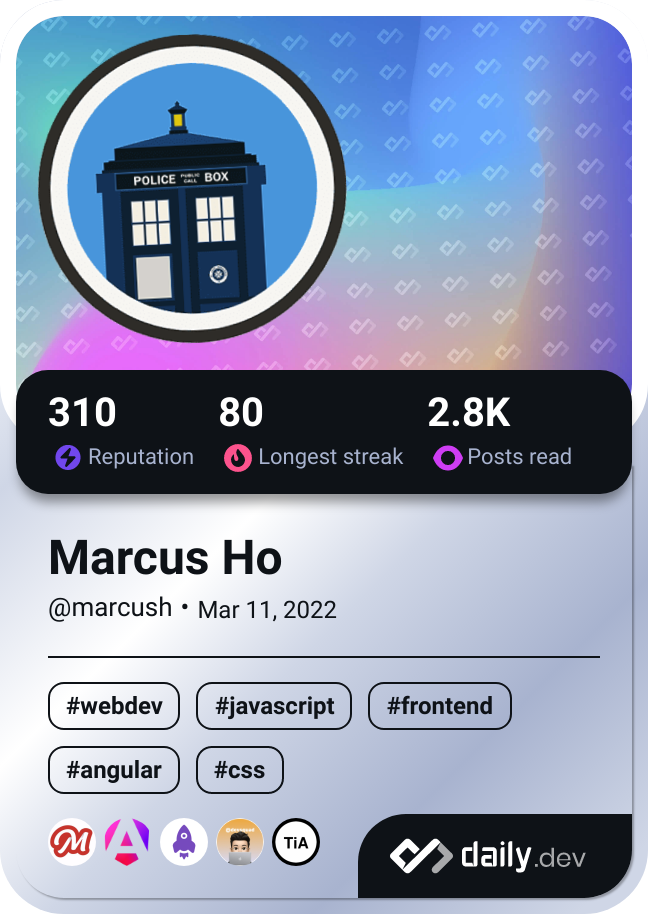 POLICE PUBLIC CALL BOX
310 80 2.8K
Reputation Longest streak Posts read
Marcus Ho
@marcush • Mar 11, 2022
#webdev #javascript #frontend
#angular #css
M A TiA
daily.dev